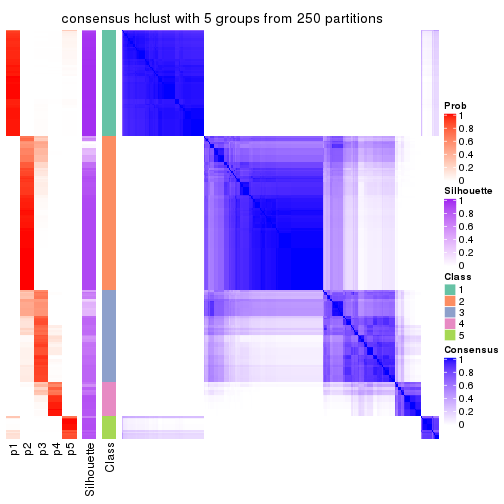 consensus hclust with 5 groups from 250 partitions
Prob
1
0.8
0.6
0.4
0.2
0
Silhouette
1
0.8
0.6
0.4
0.2
0
Class
1
2
3
4
5
Consensus
1
0.8
0.6
0.4
0.2
0
p1
p2
p3
p4
p5
Silhouette
Class